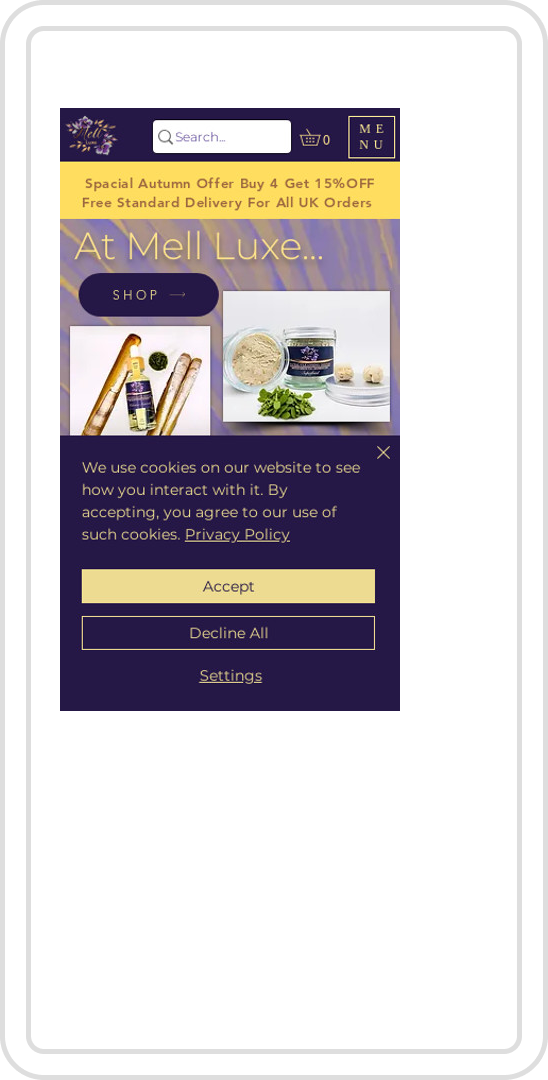 Mell
Luxe
Search...
0
ME
NU
Spacial Autumn Offer Buy 4 Get 15%OFF
Free Standard Delivery For All UK Orders
At Mell Luxe...
SHOP
We use cookies on our website to see
how you interact with it. By
accepting, you agree to our use of
such cookies. Privacy Policy
Accept
Decline All
Settings